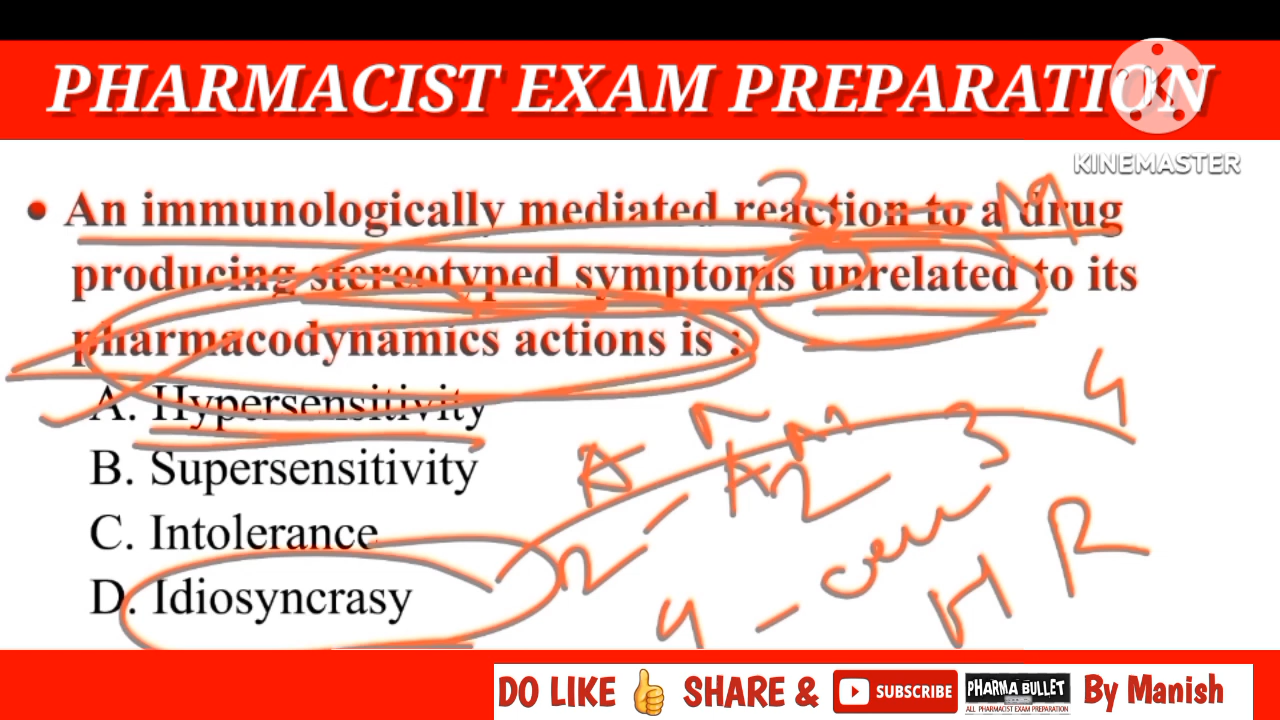 PHARMACIST EXAM PREPARATION
KINEMASTER
• An immunologically mediated reaction to a drug
producing stereotyped symptoms unrelated to its
pharmacodynamics actions is :
A. Hypersensitivity
B. Supersensitivity
C. Intolerance
D. Idiosyncrasy
DO LIKE 👍 SHARE & SUBSCRIBE PHARMA BULLET By Manish
ALL PHARMACIST EXAM PREPARATION